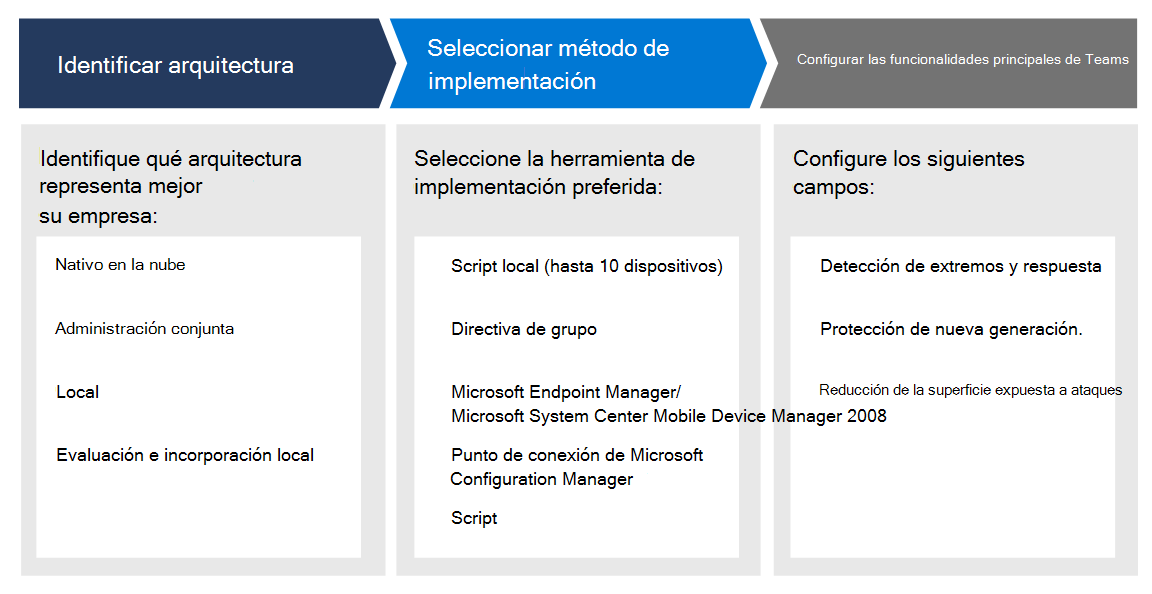 Identificar arquitectura
Seleccionar método de
implementación
Configurar las funcionalidades principales de Teams
Identifique qué arquitectura
representa mejor
su empresa:
Nativo en la nube
Administración conjunta
Local
Evaluación e incorporación local
Seleccione la herramienta de
implementación preferida:
Script local (hasta 10 dispositivos)
Directiva de grupo
Microsoft Endpoint Manager/
Microsoft System Center Mobile Device Manager 2008
Punto de conexión de Microsoft
Configuration Manager
Script
Configure los siguientes
campos:
Detección de extremos y respuesta
Protección de nueva generación.
Reducción de la superficie expuesta a ataques